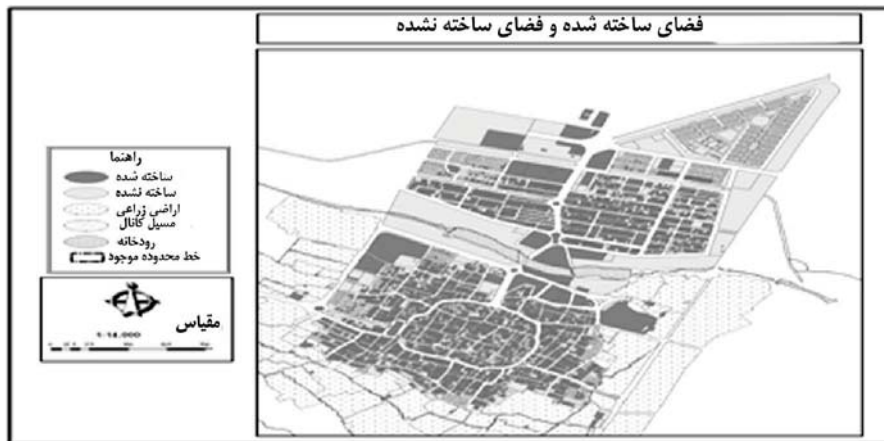 فضای ساخته شده و فضای ساخته نشده
راهنما
ساخته شده
ساخته نشده
اراضی زراعی
مسیل کانال
رودخانه
خط محدوده موجود
مقیاس
1:14,000